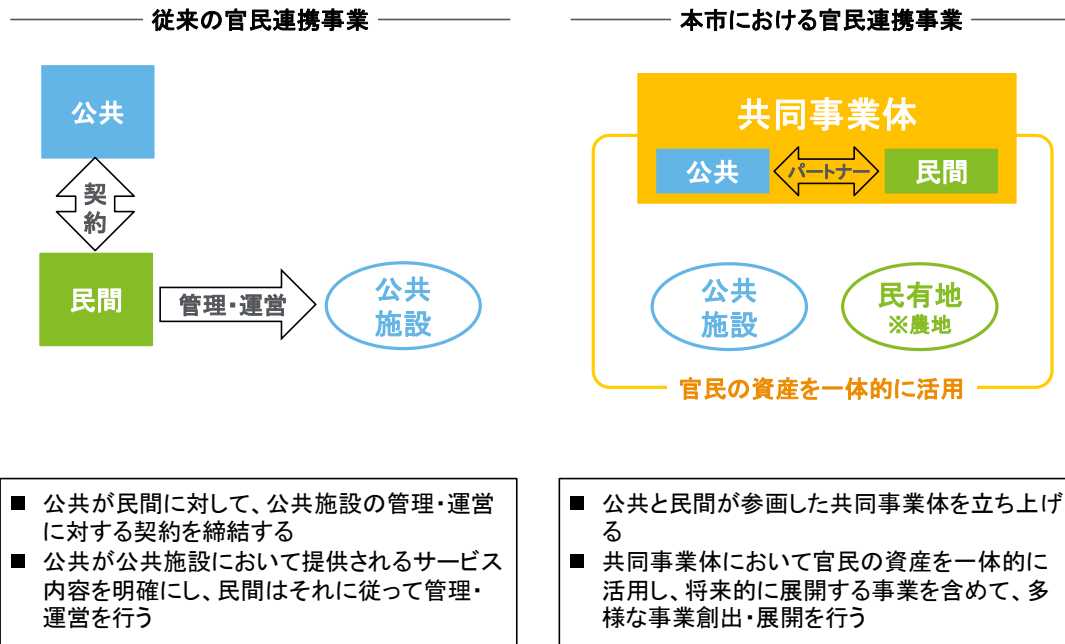 従来の官民連携事業
公共
契
約
民間
管理・運営
公共
施設
■ 公共が民間に対して、公共施設の管理・運営
に対する契約を締結する
■ 公共が公共施設において提供されるサービス
内容を明確にし、民間はそれに従って管理・
運営を行う
本市における官民連携事業
共同事業体
公共
パートナー
民間
公共
施設
民有地
※農地
官民の資産を一体的に活用
■ 公共と民間が参画した共同事業体を立ち上げ
る
■ 共同事業体において官民の資産を一体的に
活用し、将来的に展開する事業を含めて、多
様な事業創出・展開を行う